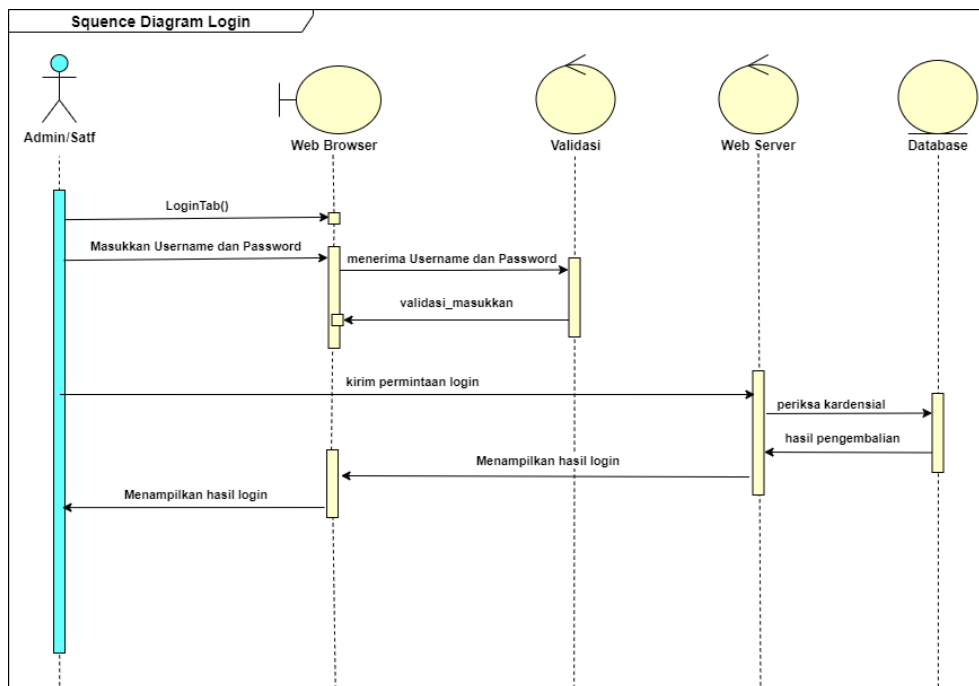 Squence Diagram Login
Admin/Satf
Web Browser
Validasi
Web Server
Database
LoginTab()
Masukkan Username dan Password
menerima Username dan Password
validasi_masukkan
kirim permintaan login
periksa kardensial
hasil pengembalian
Menampilkan hasil login
Menampilkan hasil login